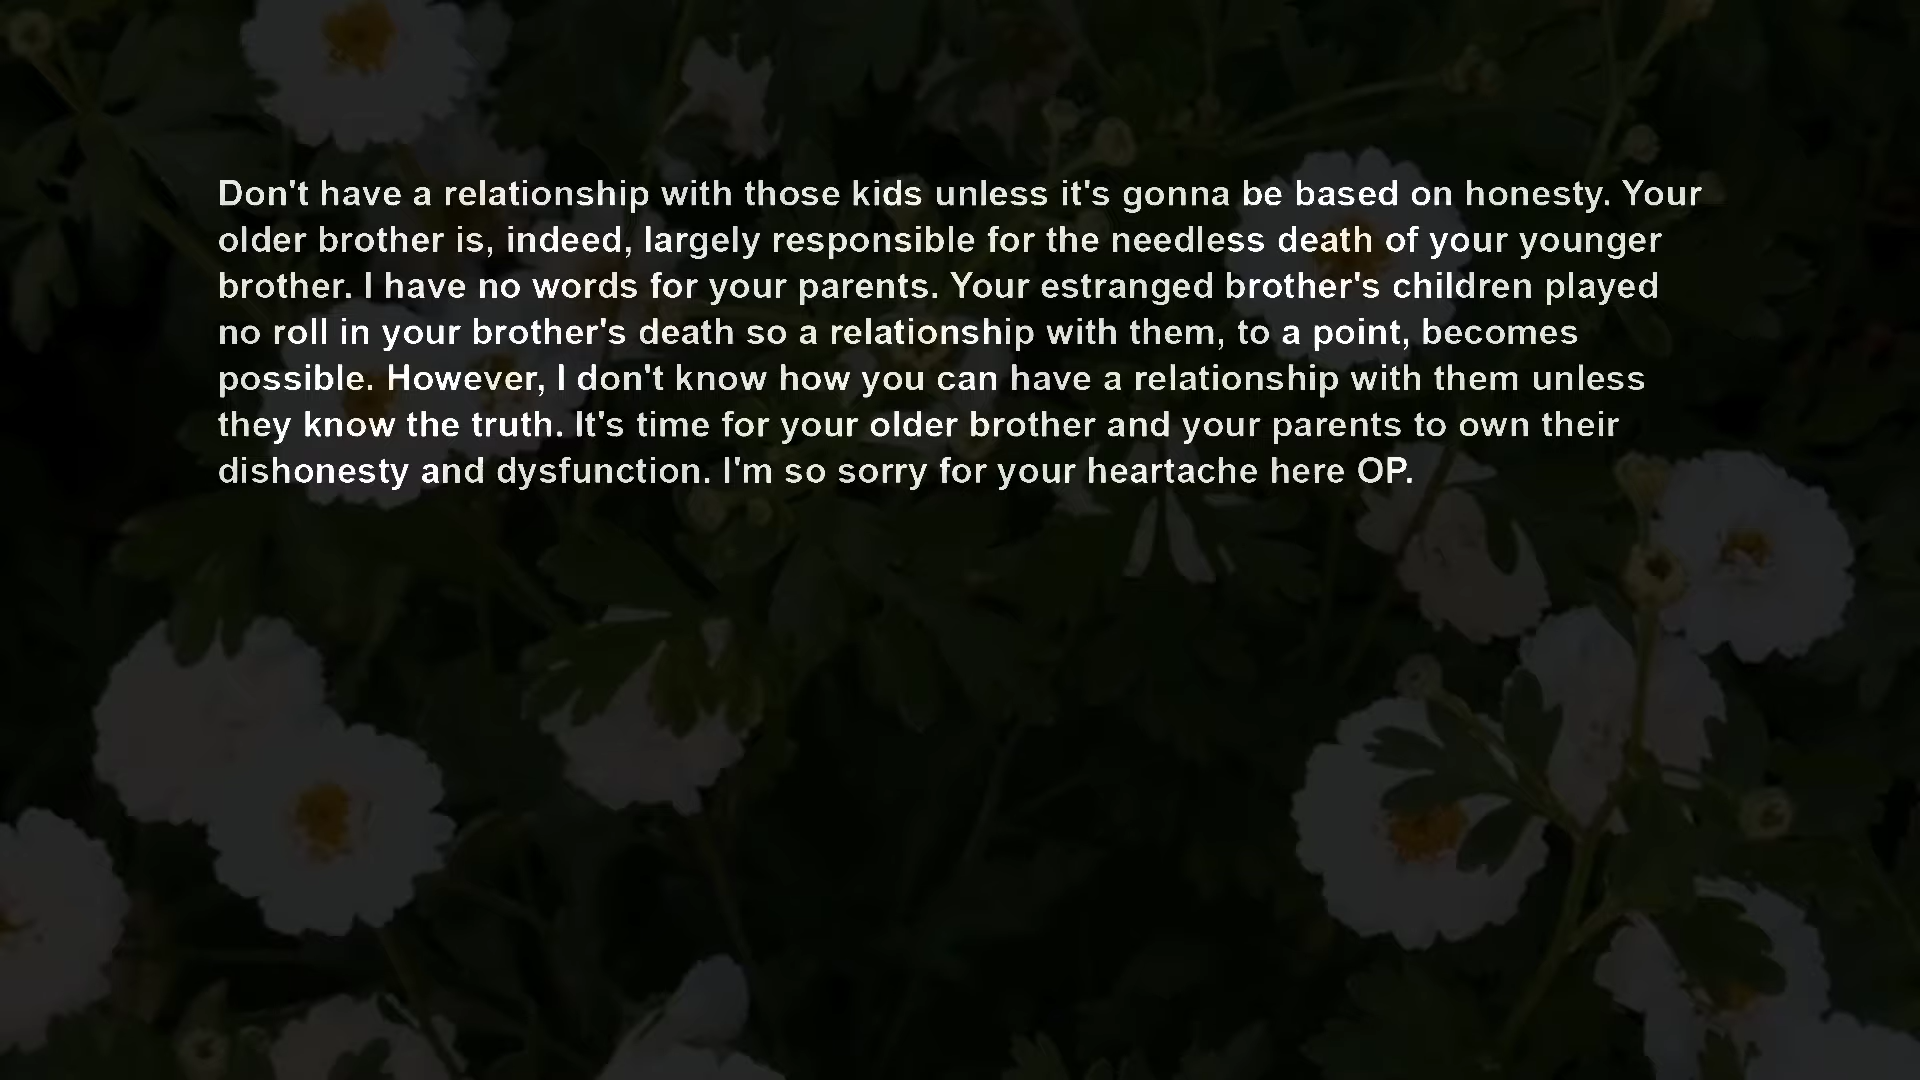 Don't have a relationship with those kids unless it's gonna be based on honesty. Your
older brother is, indeed, largely responsible for the needless death of your younger
brother. I have no words for your parents. Your estranged brother's children played
no roll in your brother's death so a relationship with them, to a point, becomes
possible. However, I don't know how you can have a relationship with them unless
they know the truth. It's time for your older brother and your parents to own their
dishonesty and dysfunction. I'm so sorry for your heartache here OP.